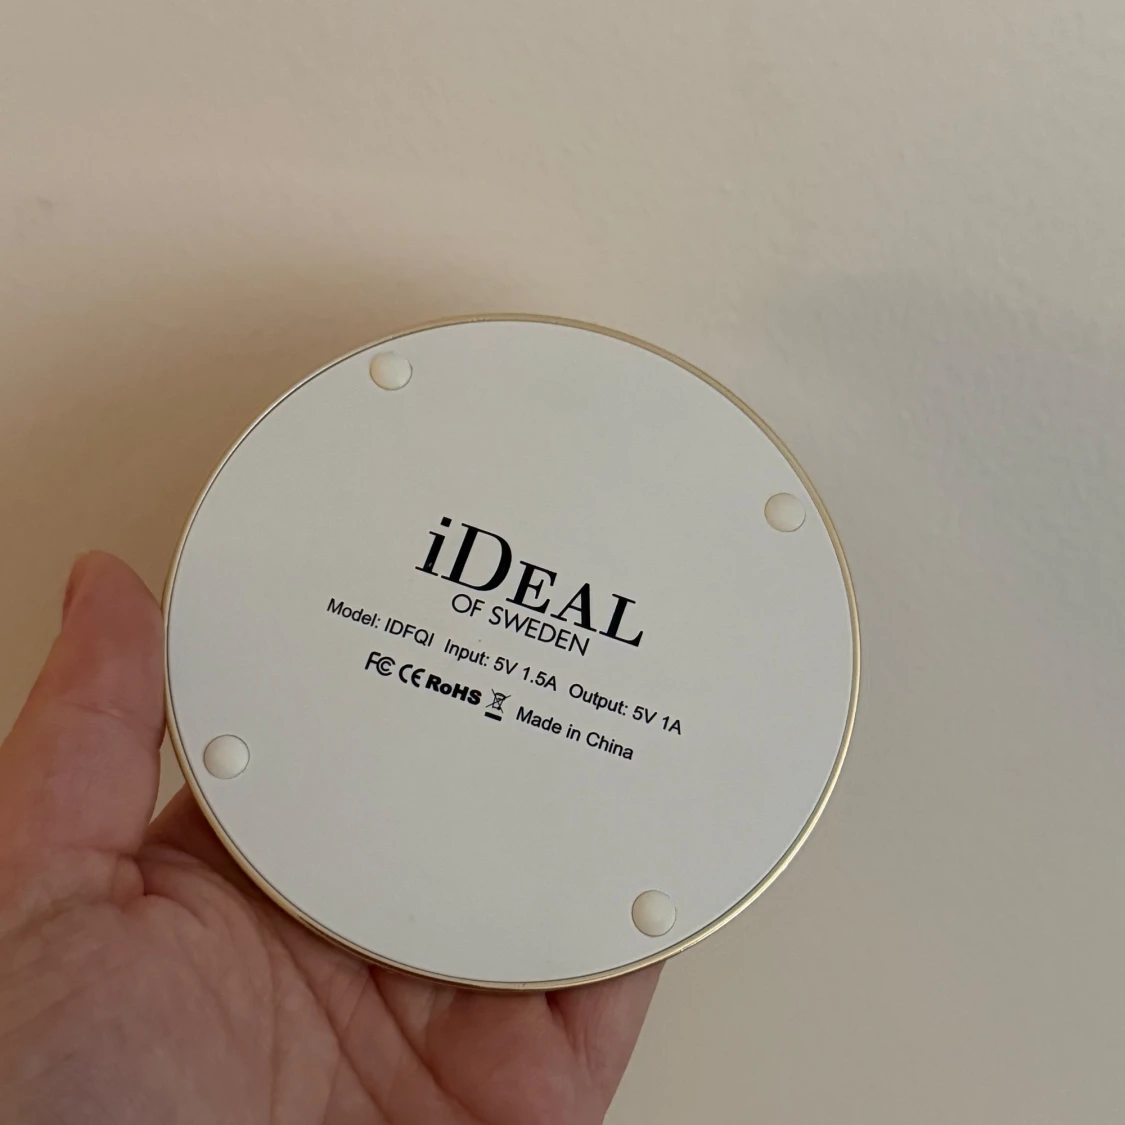 iDEAL
OF SWEDEN
Model: IDFQI Input: 5V 1.5A Output: 5V 1A
FC CE RoHS Made in China